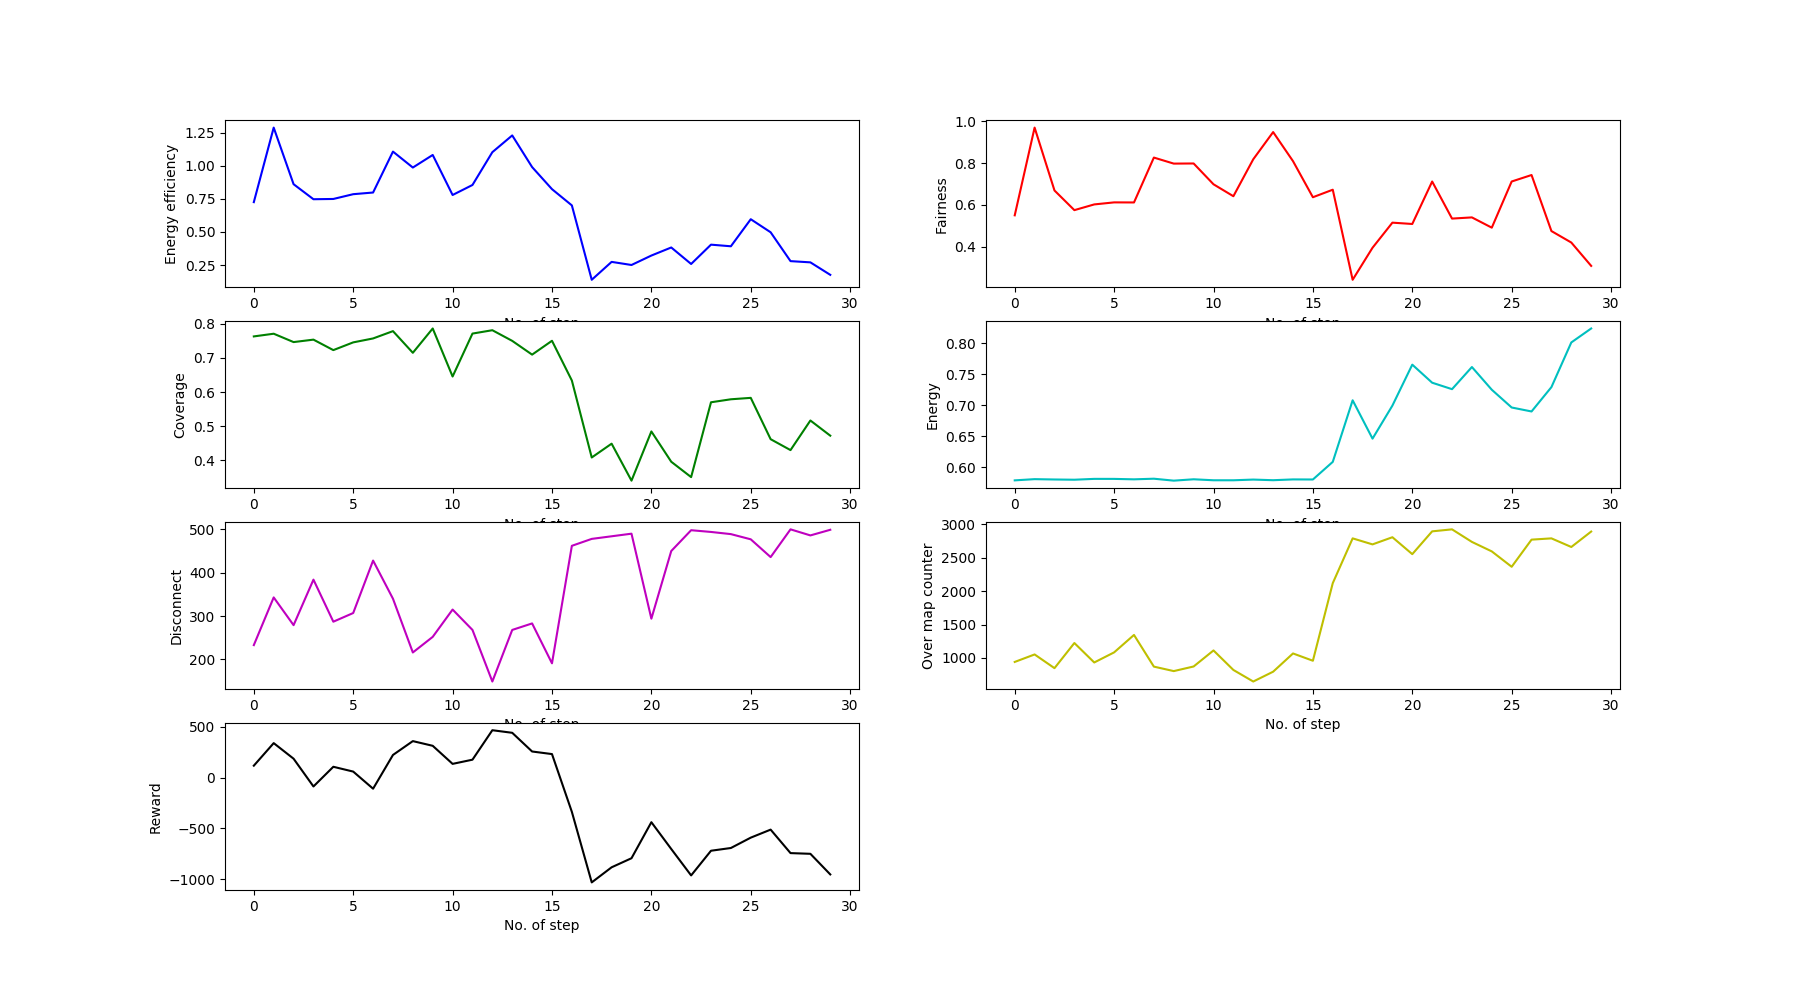 Energy efficiency
1.25
1.00
0.75
0.50
0.25
0 5 10 15 20 25 30
Fairness
1.0
0.8
0.6
0.4
0 5 10 15 20 25 30
Coverage
0.8
0.7
0.6
0.5
0.4
0 5 10 15 20 25 30
Energy
0.80
0.75
0.70
0.65
0.60
0 5 10 15 20 25 30
Disconnect
500
400
300
200
0 5 10 15 20 25 30
Over map counter
3000
2500
2000
1500
1000
0 5 10 15 20 25 30
No. of step
Reward
500
0
−500
−1000
0 5 10 15 20 25 30
No. of step